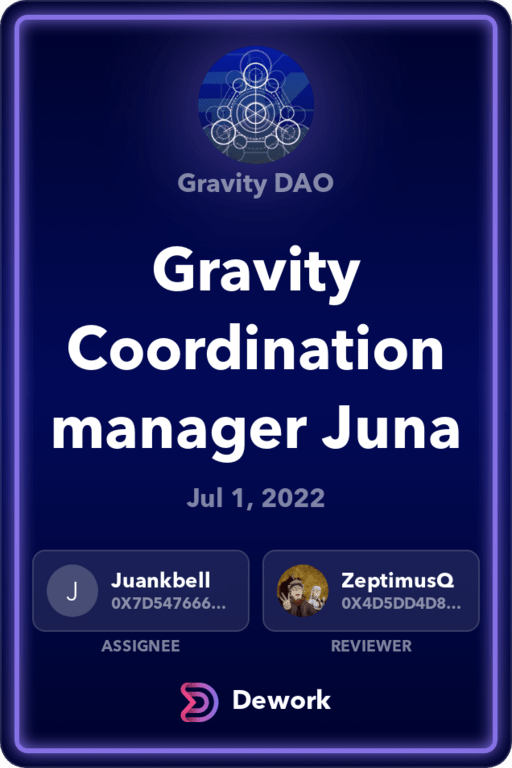 Gravity DAO
Gravity
Coordination
manager Juna
Jul 1, 2022
J
Juankbell
0X7D547666...
ZeptimusQ
0X4D5DD4D8...
ASSIGNEE
REVIEWER
Dework